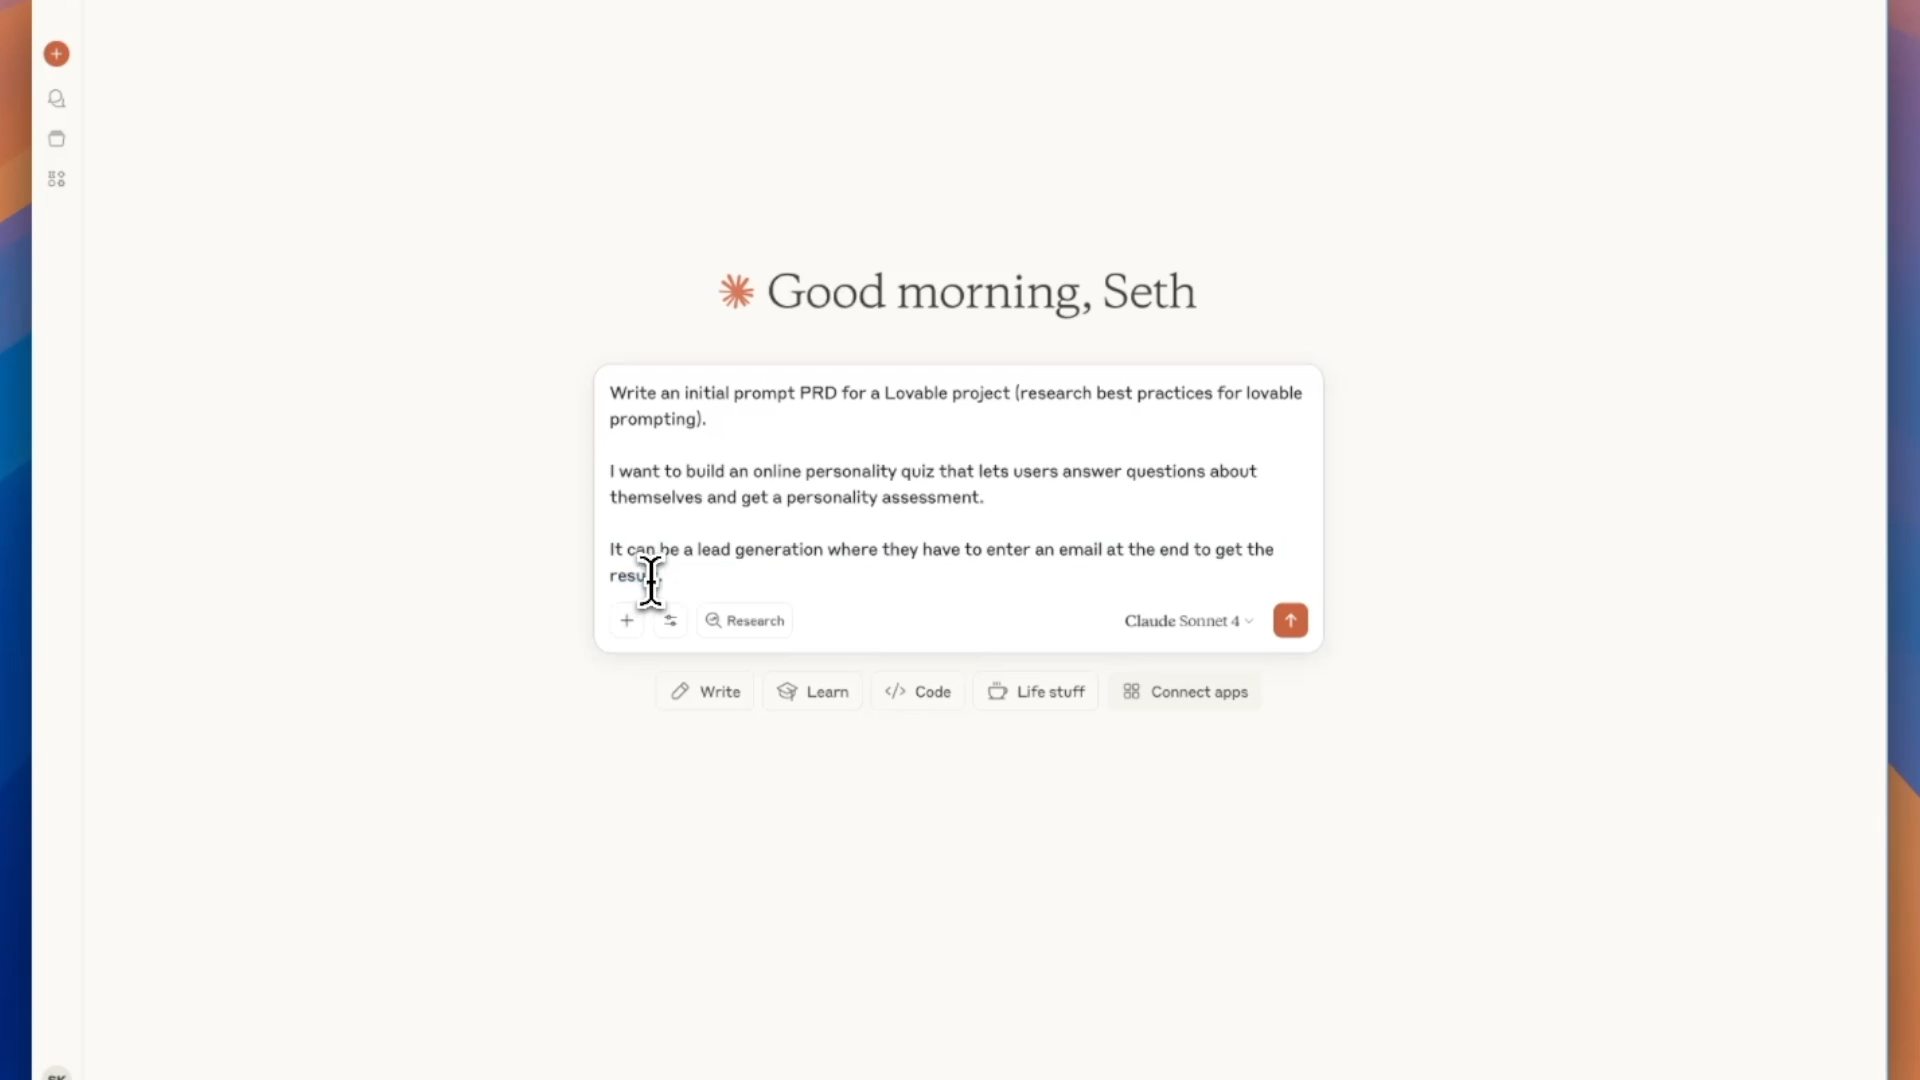 Good morning, Seth
Write an initial prompt PRD for a Lovable project (research best practices for lovable
prompting).
I want to build an online personality quiz that lets users answer questions about
themselves and get a personality assessment.
It can be a lead generation where they have to enter an email at the end to get the
Research
Claude Sonnet 4
Write
Learn
Code
Life stuff
Connect apps